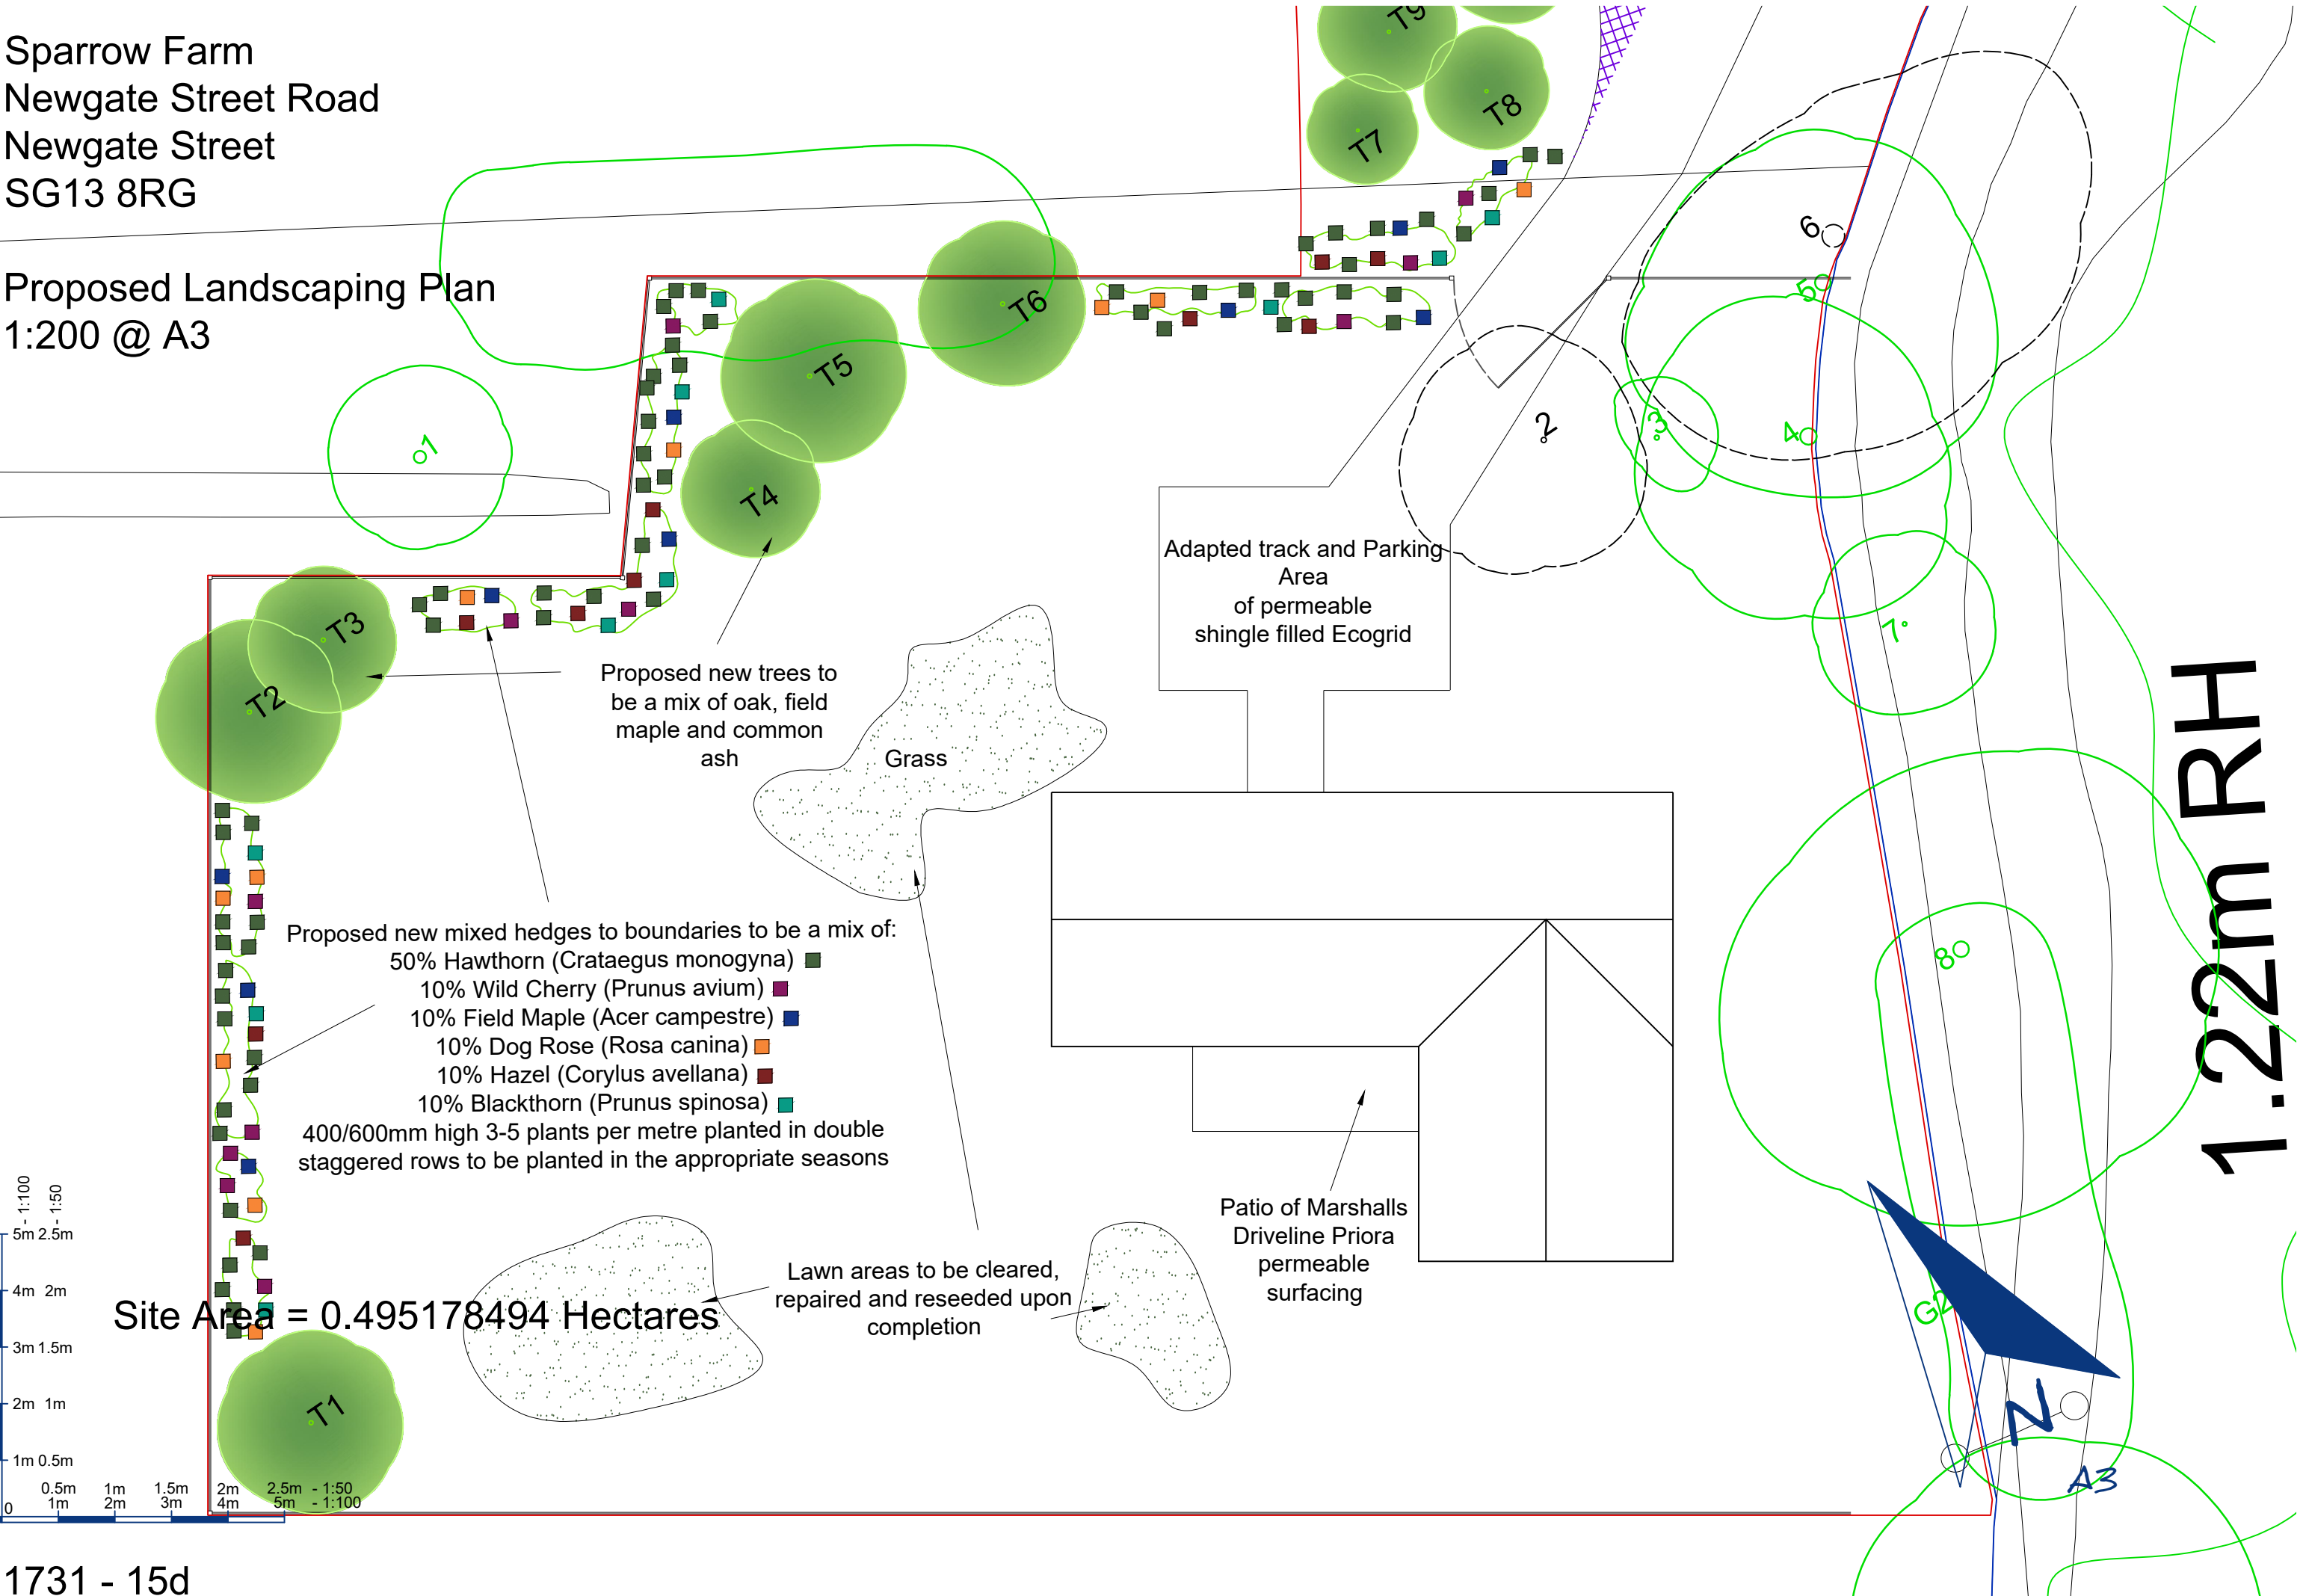 Sparrow Farm
Newgate Street Road
Newgate Street
SG13 8RG
Proposed Landscaping Plan
1:200 @ A3
T9
T8
T7
T6
T5
T4
T3
T2
T1
1
2
3
4
5
6
7
8
G2
Adapted track and Parking
Area
of permeable
shingle filled Ecogrid
Proposed new trees to
be a mix of oak, field
maple and common
ash
Grass
Proposed new mixed hedges to boundaries to be a mix of:
50% Hawthorn (Crataegus monogyna)
10% Wild Cherry (Prunus avium)
10% Field Maple (Acer campestre)
10% Dog Rose (Rosa canina)
10% Hazel (Corylus avellana)
10% Blackthorn (Prunus spinosa)
400/600mm high 3-5 plants per metre planted in double
staggered rows to be planted in the appropriate seasons
Patio of Marshalls
Driveline Priora
permeable
surfacing
Lawn areas to be cleared,
repaired and reseeded upon
completion
Site Area = 0.495178494 Hectares
1.22m RH
N
A3
- 1:100
- 1:50
5m 2.5m
4m 2m
3m 1.5m
2m 1m
1m 0.5m
0
0.5m 1m 1.5m 2m 2.5m - 1:50
1m 2m 3m 4m 5m - 1:100
1731 - 15d